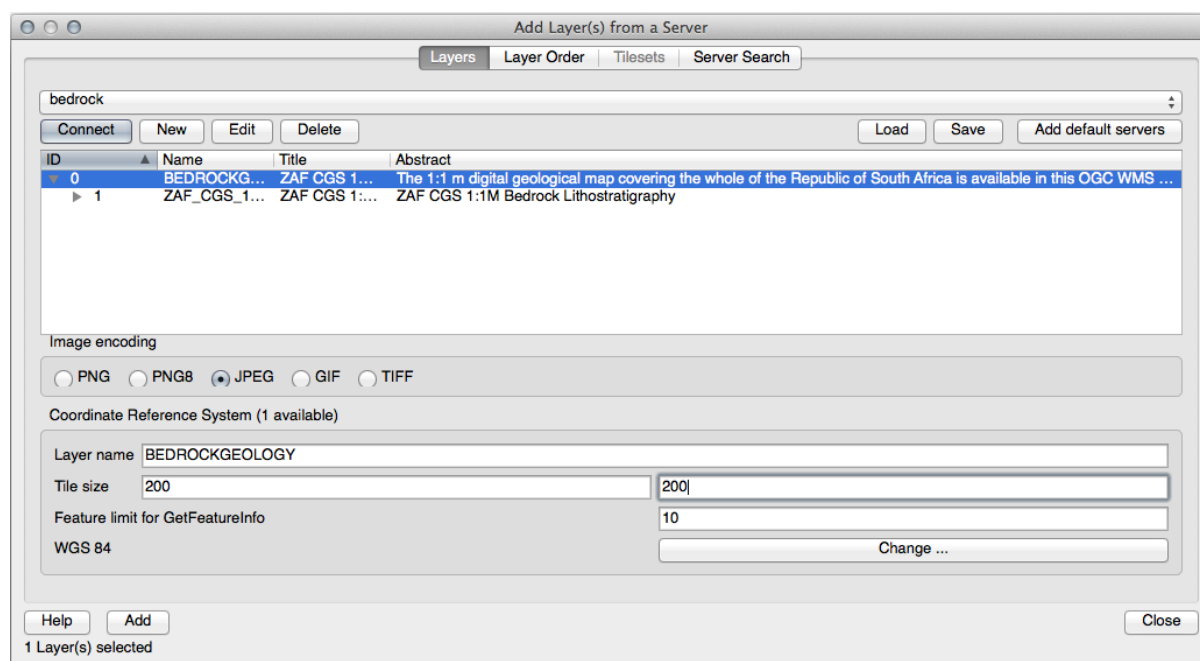 Add Layer(s) from a Server
Layers Layer Order Tilesets Server Search
bedrock
Connect New Edit Delete Load Save Add default servers
ID Name Title Abstract
0 BEDROCKG... ZAF CGS 1... The 1:1 m digital geological map covering the whole of the Republic of South Africa is available in this OGC WMS ...
1 ZAF_CGS_1... ZAF CGS 1:... ZAF CGS 1:1M Bedrock Lithostratigraphy
Image encoding
PNG PNG8 JPEG GIF TIFF
Coordinate Reference System (1 available)
Layer name BEDROCKGEOLOGY
Tile size 200 200
Feature limit for GetFeatureInfo 10
WGS 84 Change ...
Help Add Close
1 Layer(s) selected